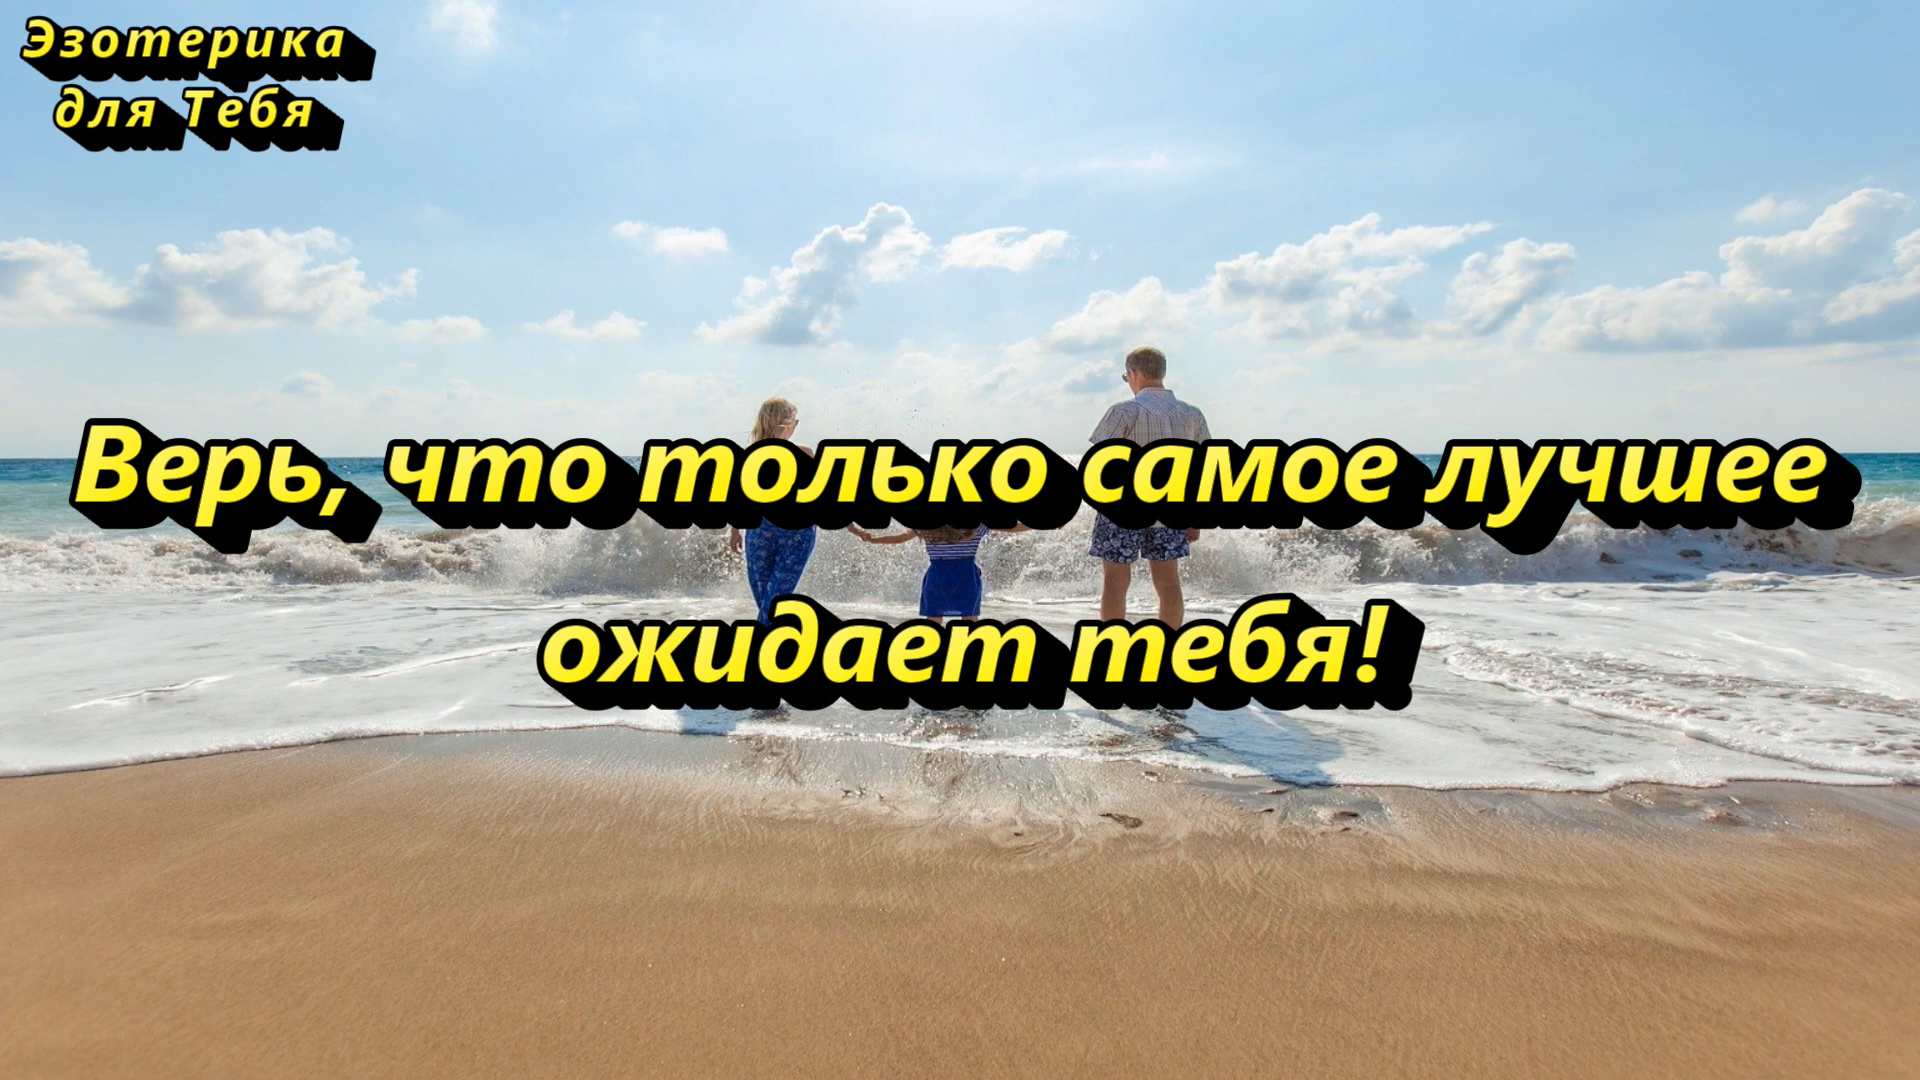 Эзотерика
для Тебя
Верь, что только самое лучшее
ожидает тебя!